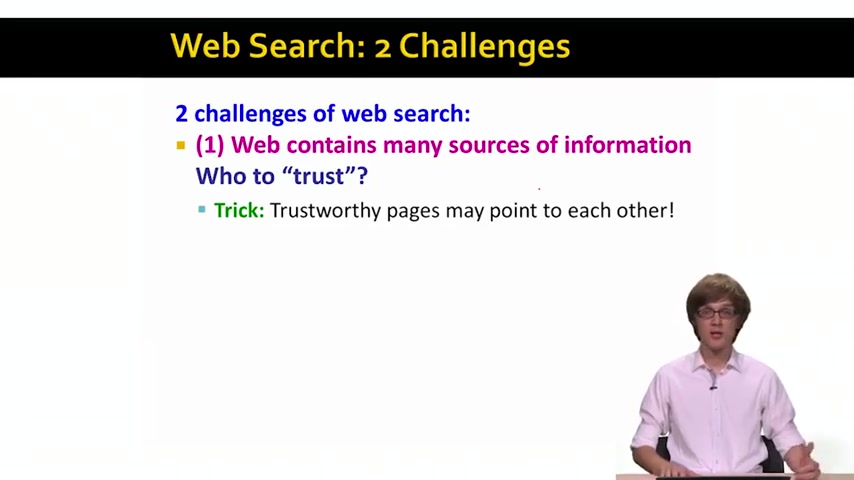 Web Search: 2 Challenges
2 challenges of web search:
(1) Web contains many sources of information
Who to “trust”?
Trick: Trustworthy pages may point to each other!